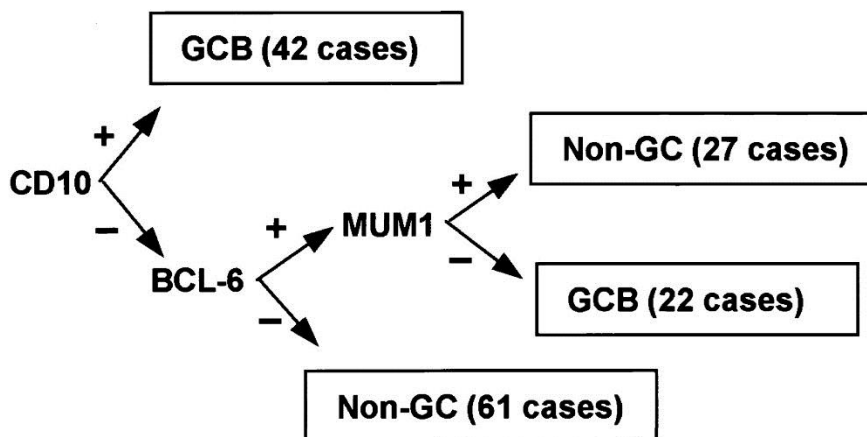 GCB (42 cases)
+
Non-GC (27 cases)
CD10
+
+
MUM1
−
−
BCL-6
−
GCB (22 cases)
Non-GC (61 cases)